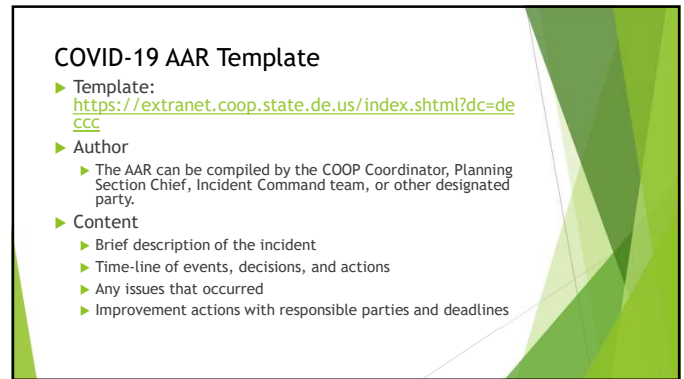 COVID-19 AAR Template
Template:
https://extranet.coop.state.de.us/index.shtml?dc=de
ccc
Author
The AAR can be compiled by the COOP Coordinator, Planning
Section Chief, Incident Command team, or other designated
party.
Content
Brief description of the incident
Time-line of events, decisions, and actions
Any issues that occurred
Improvement actions with responsible parties and deadlines